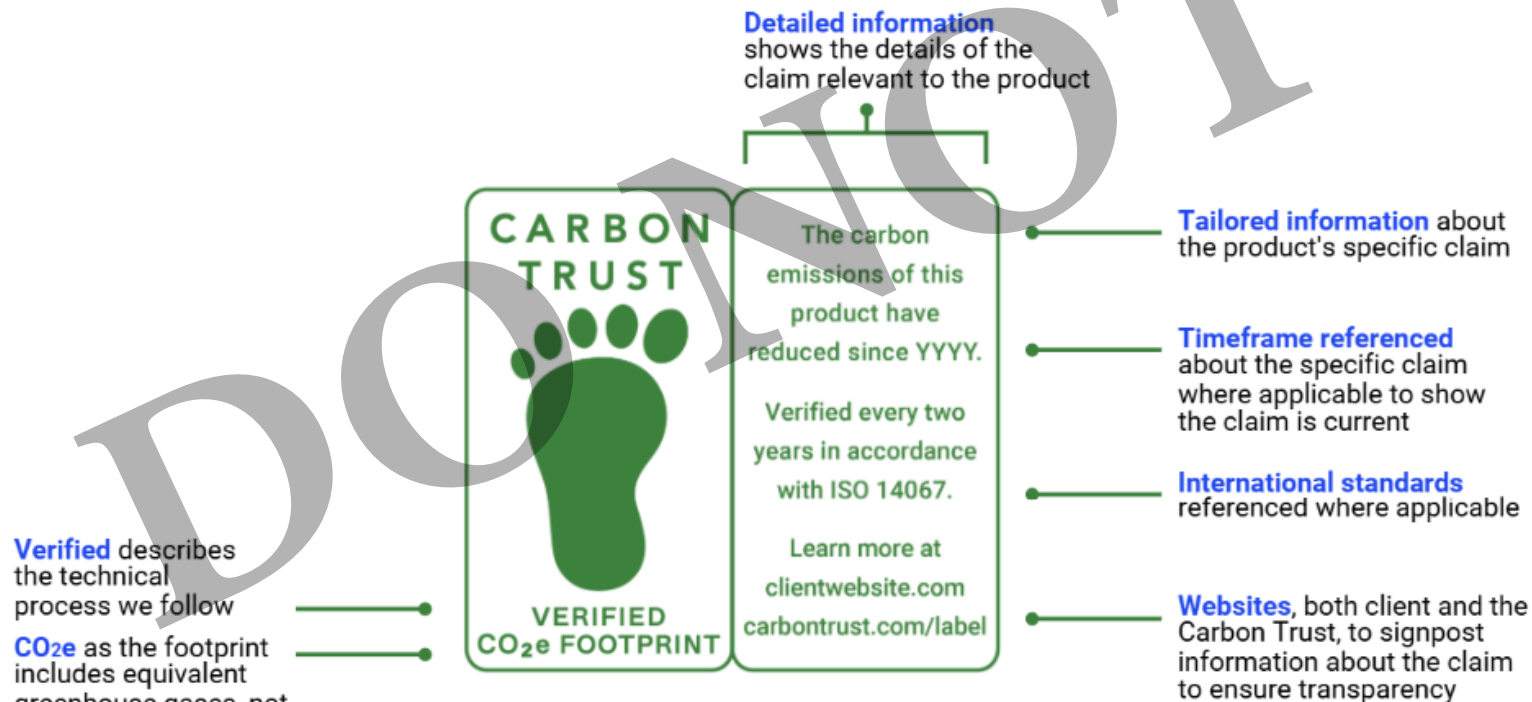 Detailed information
shows the details of the
claim relevant to the product
CARBON
TRUST
VERIFIED
CO₂e FOOTPRINT
The carbon
emissions of this
product have
reduced since YYYY.
Verified every two
years in accordance
with ISO 14067.
Learn more at
clientwebsite.com
carbontrust.com/label
Tailored information about
the product's specific claim
Timeframe referenced
about the specific claim
where applicable to show
the claim is current
International standards
referenced where applicable
Websites, both client and the
Carbon Trust, to signpost
information about the claim
to ensure transparency
Verified describes
the technical
process we follow
CO2e as the footprint
includes equivalent
greenhouse gases, not
DO NOT